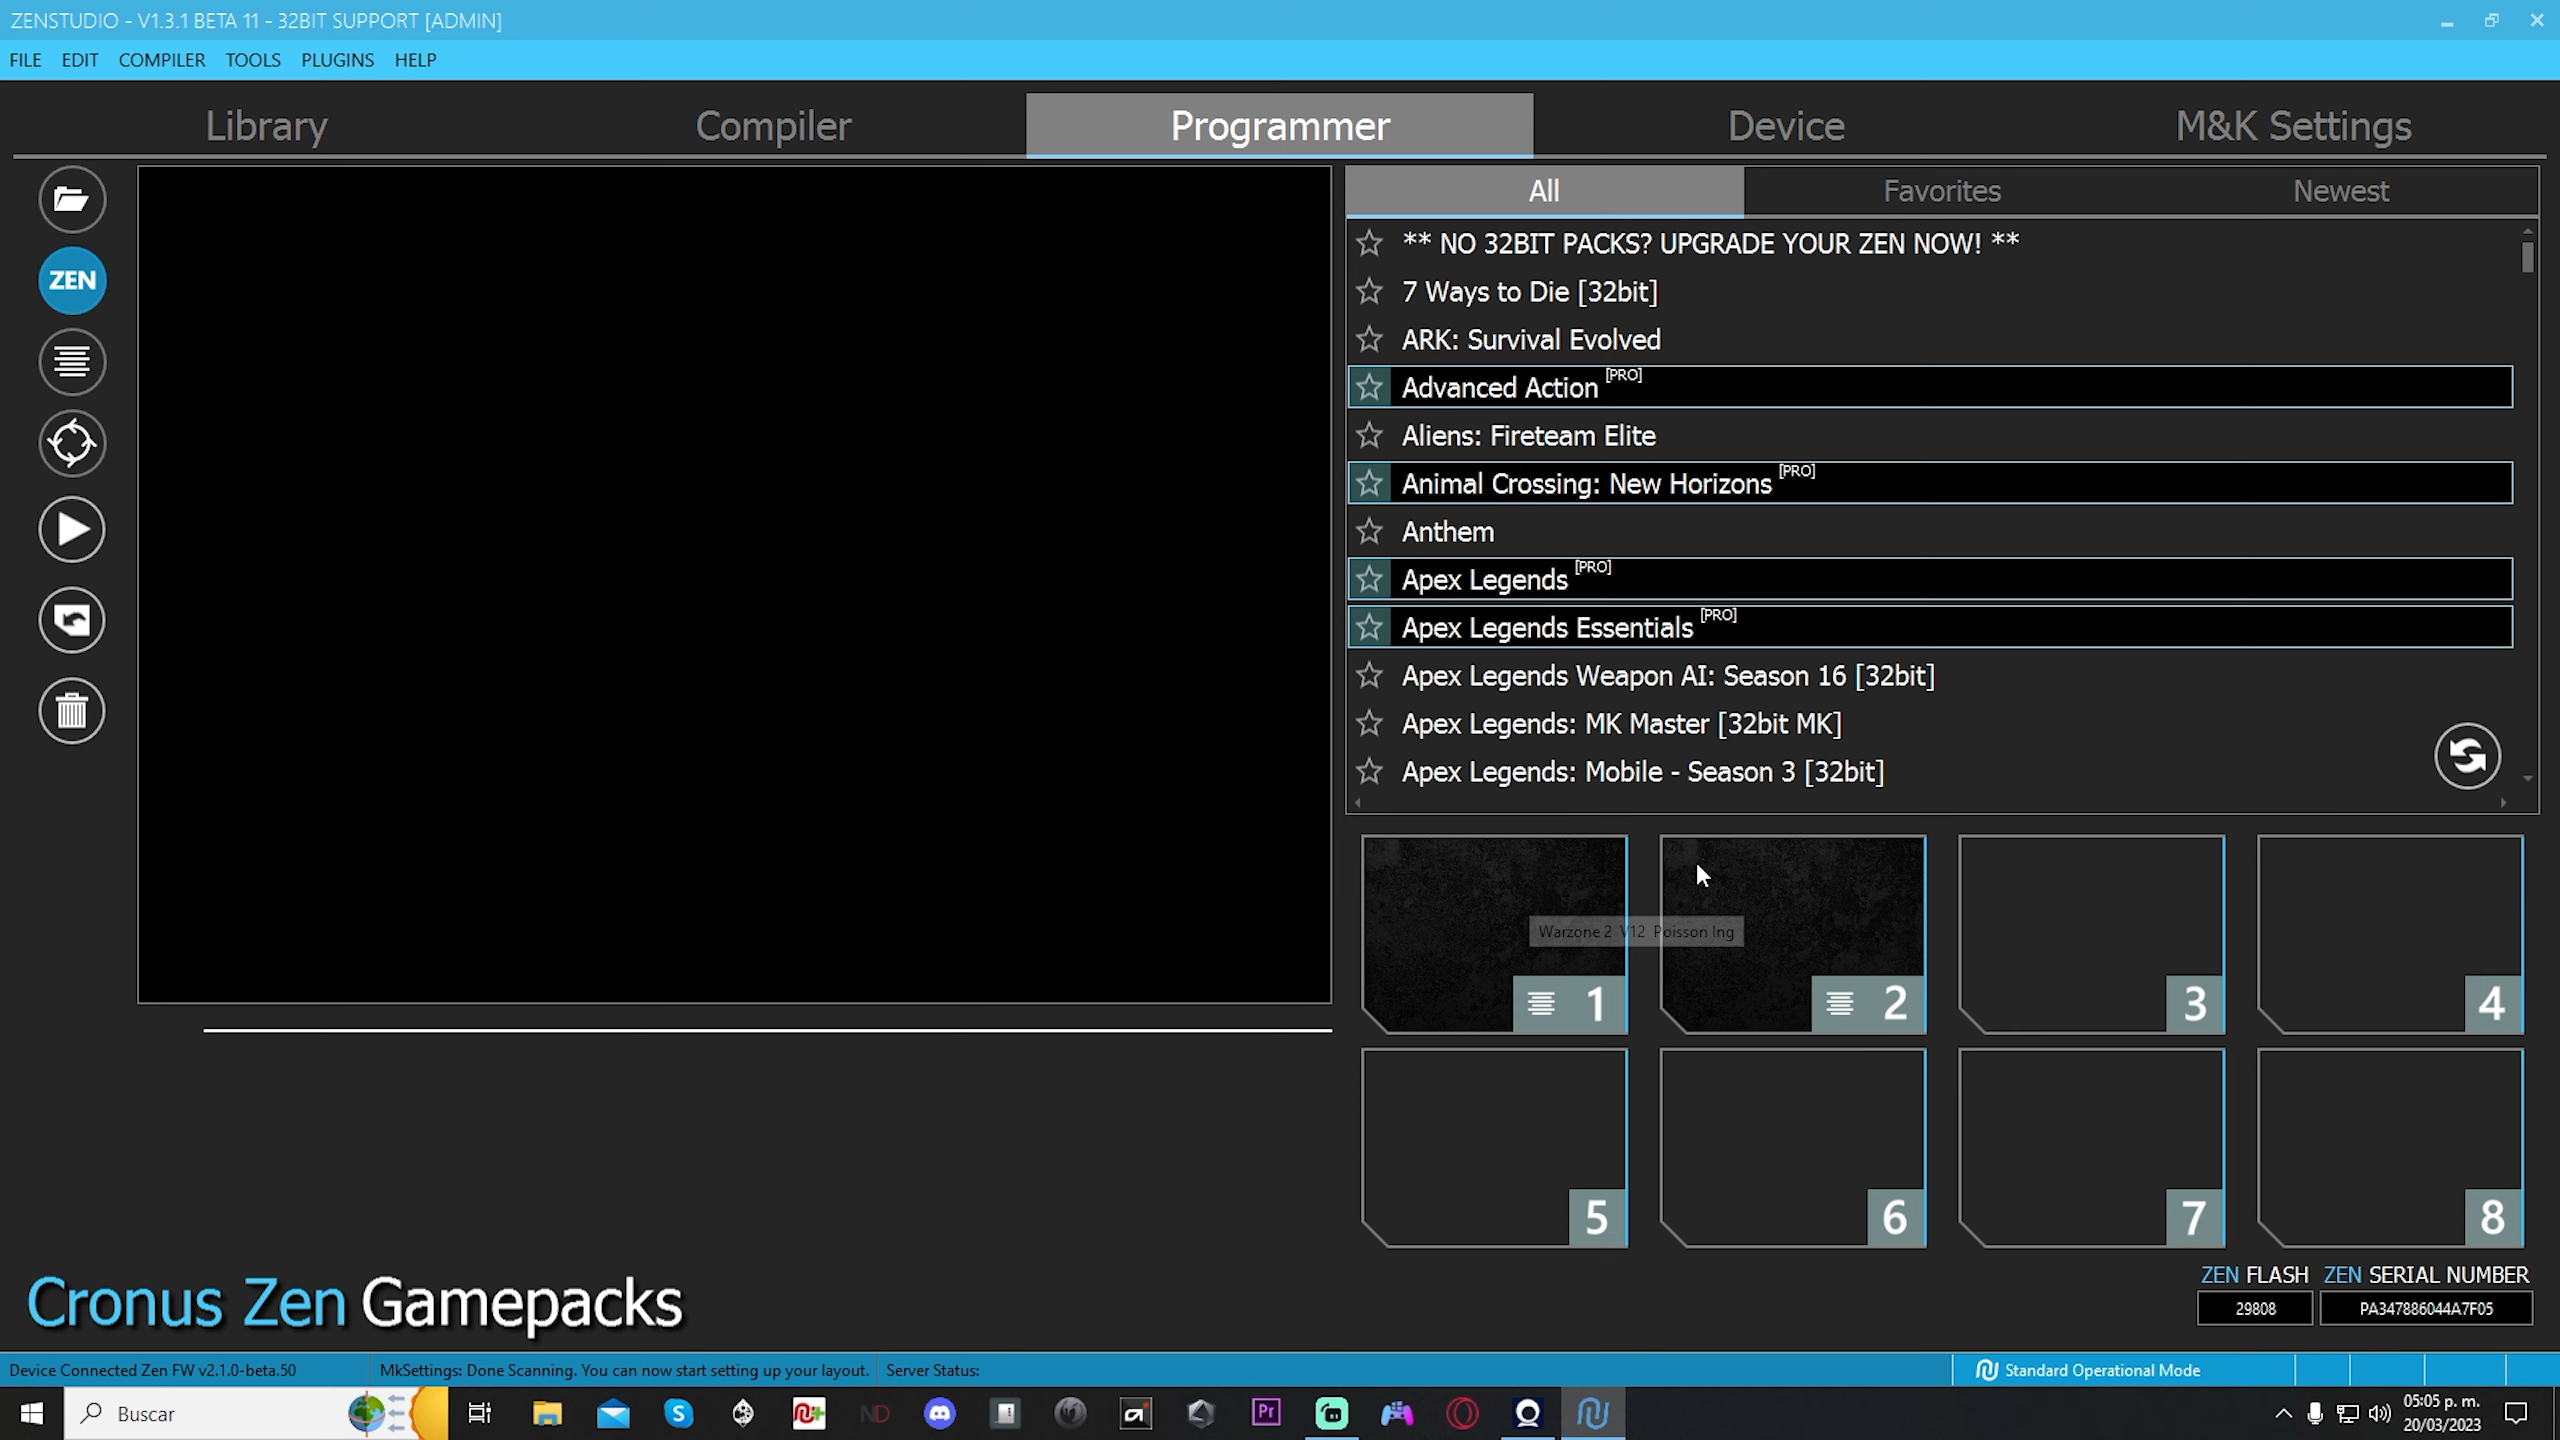 ZENSTUDIO - V1.3.1 BETA 11 - 32BIT SUPPORT [ADMIN]
FILE EDIT COMPILER TOOLS PLUGINS HELP
Library Compiler Programmer Device M&K Settings
All Favorites Newest
ZEN
** NO 32BIT PACKS? UPGRADE YOUR ZEN NOW! **
7 Ways to Die [32bit]
ARK: Survival Evolved
Advanced Action [PRO]
Aliens: Fireteam Elite
Animal Crossing: New Horizons [PRO]
Anthem
Apex Legends [PRO]
Apex Legends Essentials [PRO]
Apex Legends Weapon AI: Season 16 [32bit]
Apex Legends: MK Master [32bit MK]
Apex Legends: Mobile - Season 3 [32bit]
Warzone 2 V12 Poisson Ing
1 2 3 4
5 6 7 8
Cronus Zen Gamepacks
ZEN FLASH ZEN SERIAL NUMBER
29808 PA347886044A7F05
Device Connected Zen FW v2.1.0-beta.50 MkSettings: Done Scanning. You can now start setting up your layout. Server Status: Standard Operational Mode
Buscar
ND
Pr
05:05 p. m.
20/03/2023